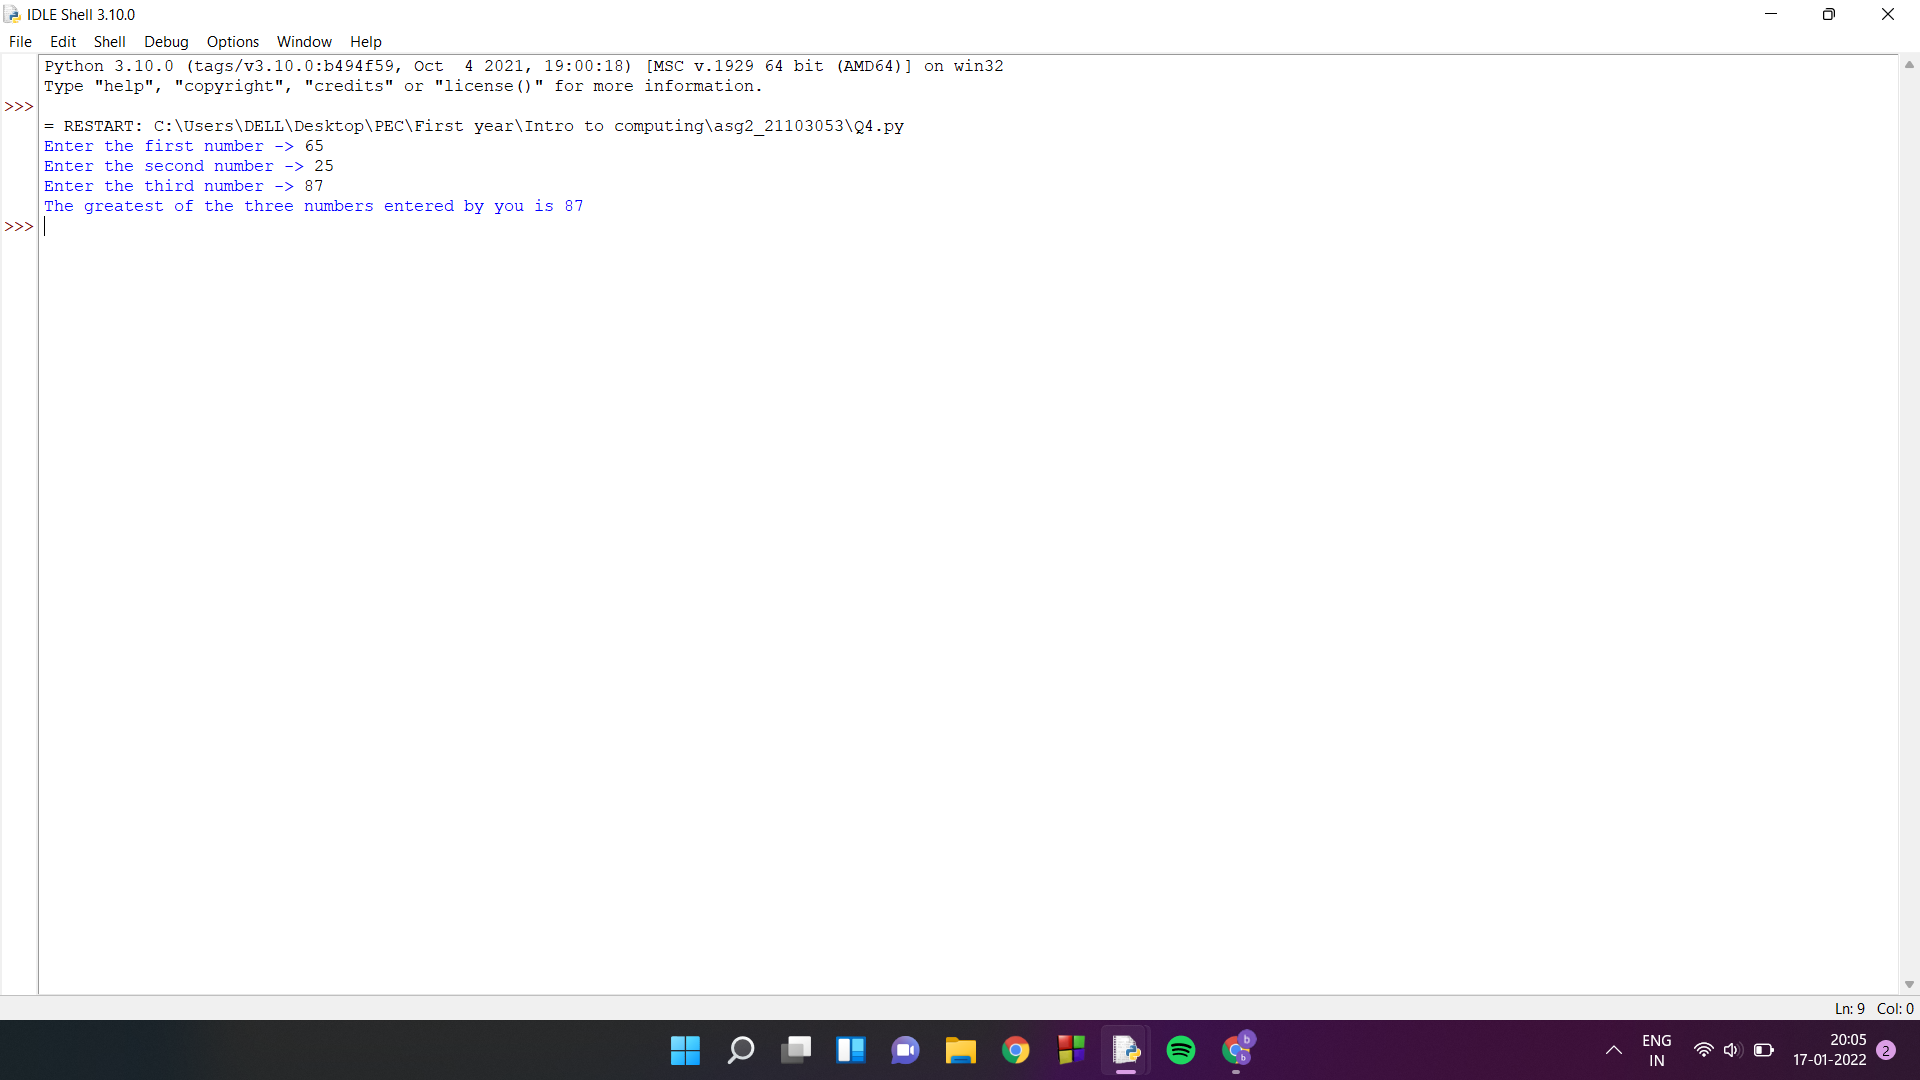 IDLE Shell 3.10.0
File Edit Shell Debug Options Window Help
Python 3.10.0 (tags/v3.10.0:b494f59, Oct  4 2021, 19:00:18) [MSC v.1929 64 bit (AMD64)] on win32
Type "help", "copyright", "credits" or "license()" for more information.
>>>
= RESTART: C:\Users\DELL\Desktop\PEC\First year\Intro to computing\asg2_21103053\Q4.py
Enter the first number -> 65
Enter the second number -> 25
Enter the third number -> 87
The greatest of the three numbers entered by you is 87
>>>
Ln: 9 Col: 0
b
b
ENG
IN
20:05
17-01-2022
2